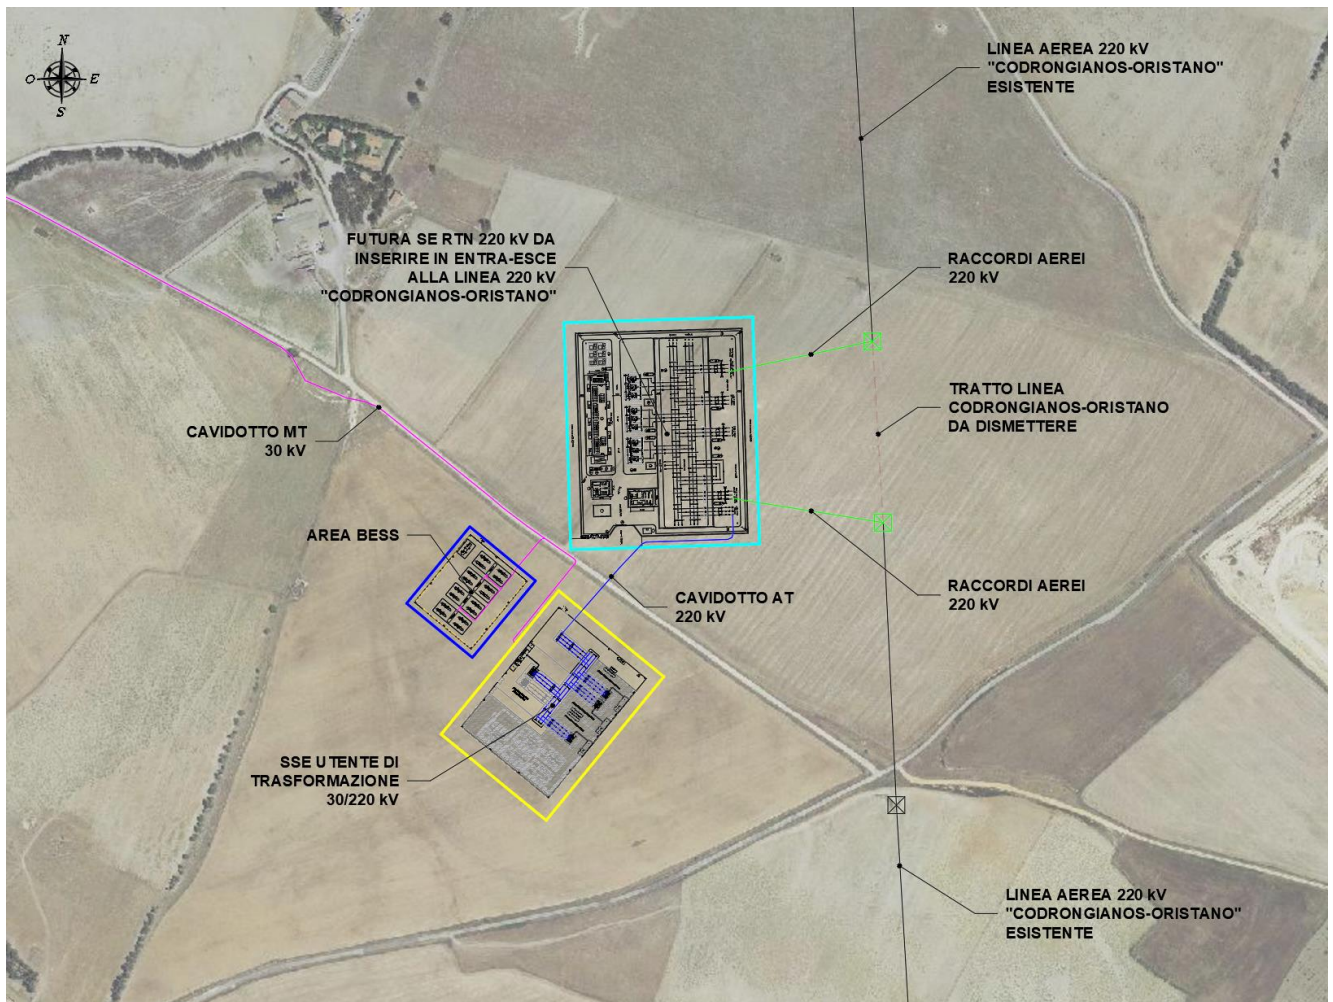 N
O E
S
LINEA AEREA 220 kV
"CODRONGIANOS-ORISTANO"
ESISTENTE
FUTURA SE RTN 220 kV DA
INSERIRE IN ENTRA-ESCE
ALLA LINEA 220 kV
"CODRONGIANOS-ORISTANO"
RACCORDI AEREI
220 kV
TRATTO LINEA
CODRONGIANOS-ORISTANO
DA DISMETTERE
CAVIDOTTO MT
30 kV
AREA BESS
CAVIDOTTO AT
220 kV
RACCORDI AEREI
220 kV
SSE UTENTE DI
TRASFORMAZIONE
30/220 kV
LINEA AEREA 220 kV
"CODRONGIANOS-ORISTANO"
ESISTENTE